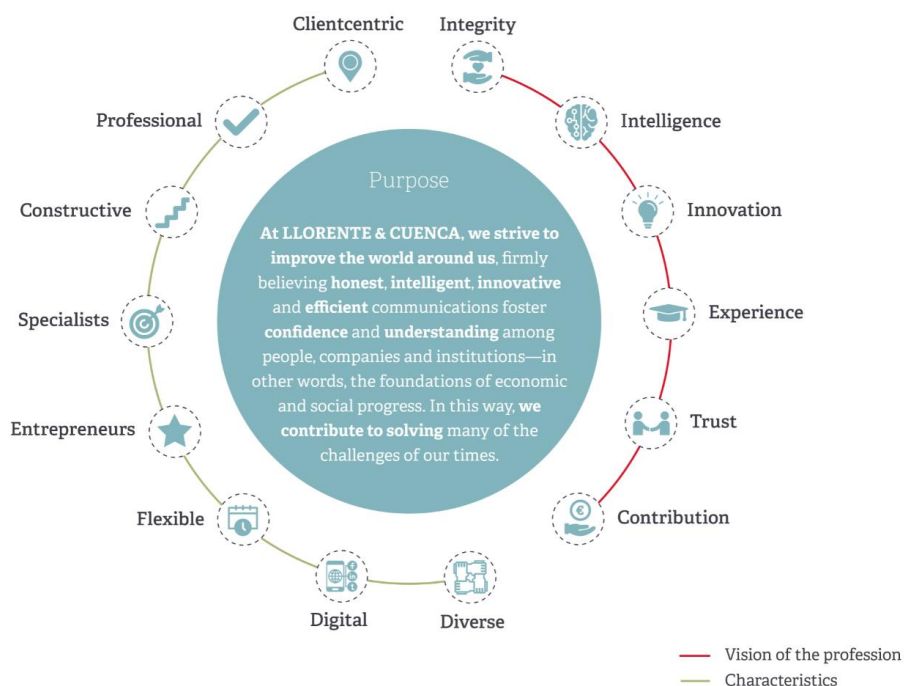 Clientcentric
Integrity
Professional
Intelligence
Constructive
Innovation
Specialists
Experience
Entrepreneurs
Trust
Flexible
Contribution
Digital
Diverse
Purpose
At LLORENTE & CUENCA, we strive to
improve the world around us, firmly
believing honest, intelligent, innovative
and efficient communications foster
confidence and understanding among
people, companies and institutions—in
other words, the foundations of economic
and social progress. In this way, we
contribute to solving many of the
challenges of our times.
€
f
in
t
Vision of the profession
Characteristics